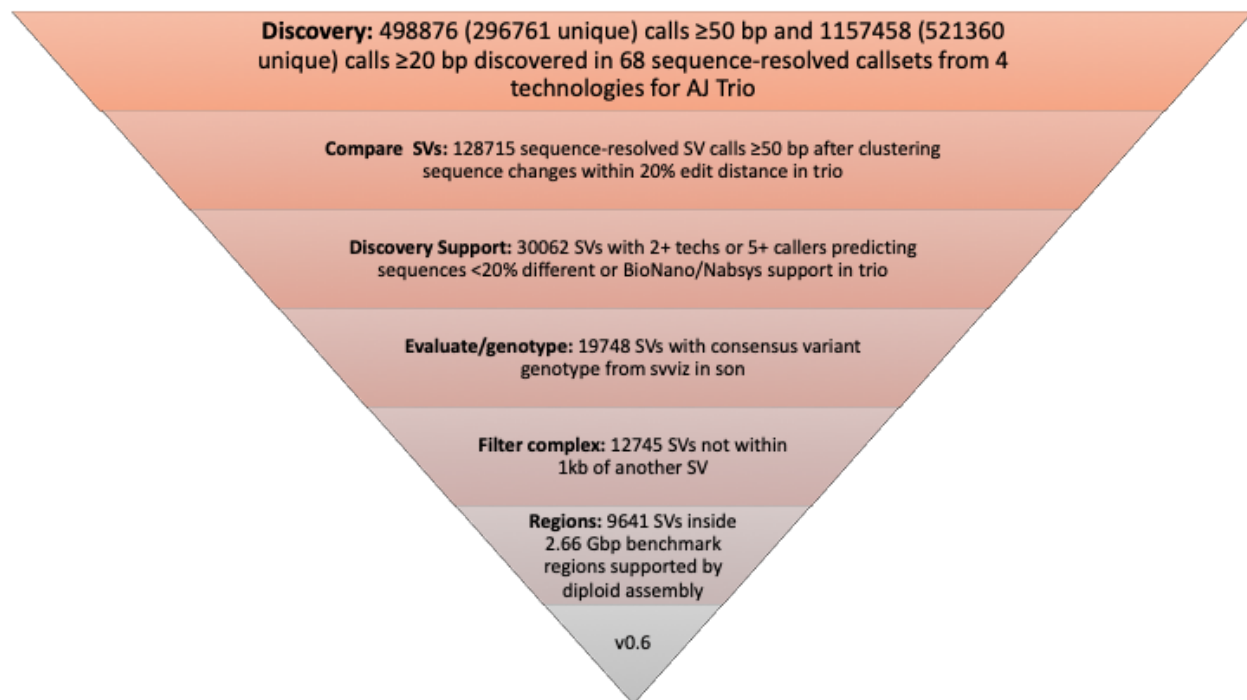 Discovery: 498876 (296761 unique) calls ≥50 bp and 1157458 (521360
unique) calls ≥20 bp discovered in 68 sequence-resolved callsets from 4
technologies for AJ Trio
Compare SVs: 128715 sequence-resolved SV calls ≥50 bp after clustering
sequence changes within 20% edit distance in trio
Discovery Support: 30062 SVs with 2+ techs or 5+ callers predicting
sequences <20% different or BioNano/Nabsys support in trio
Evaluate/genotype: 19748 SVs with consensus variant
genotype from svviz in son
Filter complex: 12745 SVs not within
1kb of another SV
Regions: 9641 SVs inside
2.66 Gbp benchmark
regions supported by
diploid assembly
v0.6